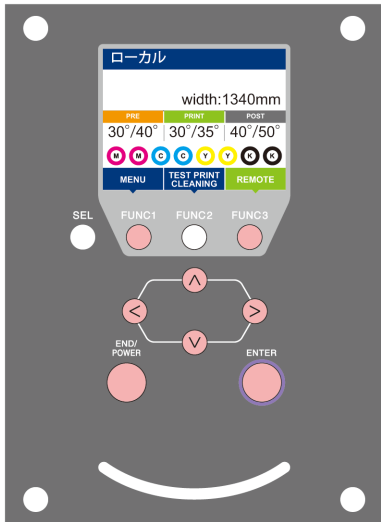 ローカル
width:1340mm
PRE PRINT POST
30°/40° 30°/35° 40°/50°
M M C C Y Y K K
MENU TEST PRINT CLEANING REMOTE
SEL FUNC1 FUNC2 FUNC3
END/
POWER
ENTER